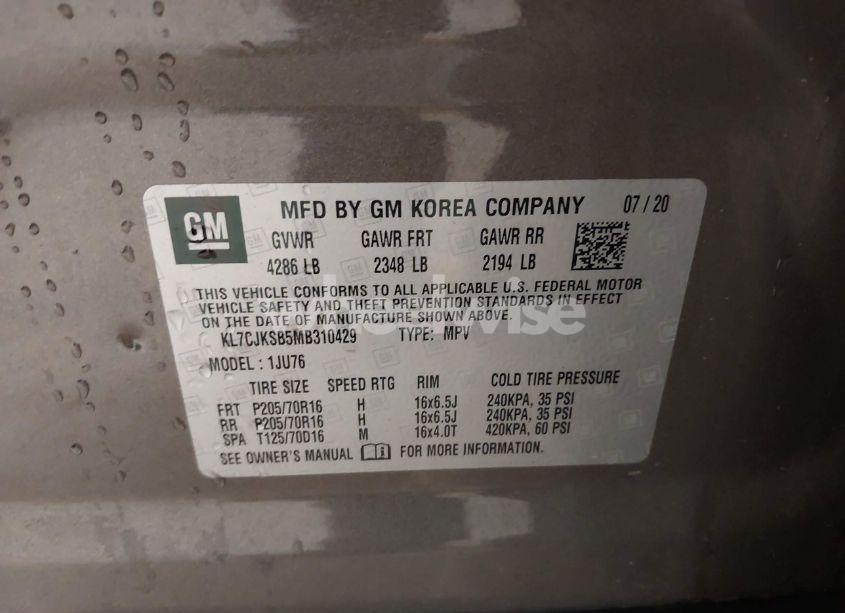 GM MFD BY GM KOREA COMPANY 07/20
GVWR GAWR FRT GAWR RR
4286 LB 2348 LB 2194 LB
THIS VEHICLE CONFORMS TO ALL APPLICABLE U.S. FEDERAL MOTOR
VEHICLE SAFETY AND THEFT PREVENTION STANDARDS IN EFFECT
ON THE DATE OF MANUFACTURE SHOWN ABOVE.
KL7CJKSB5MB310429 TYPE: MPV
MODEL : 1JU76
TIRE SIZE SPEED RTG RIM COLD TIRE PRESSURE
FRT P205/70R16 H 16x6.5J 240KPA, 35 PSI
RR P205/70R16 H 16x6.5J 240KPA, 35 PSI
SPA T125/70D16 M 16x4.0T 420KPA, 60 PSI
SEE OWNER'S MANUAL FOR MORE INFORMATION.